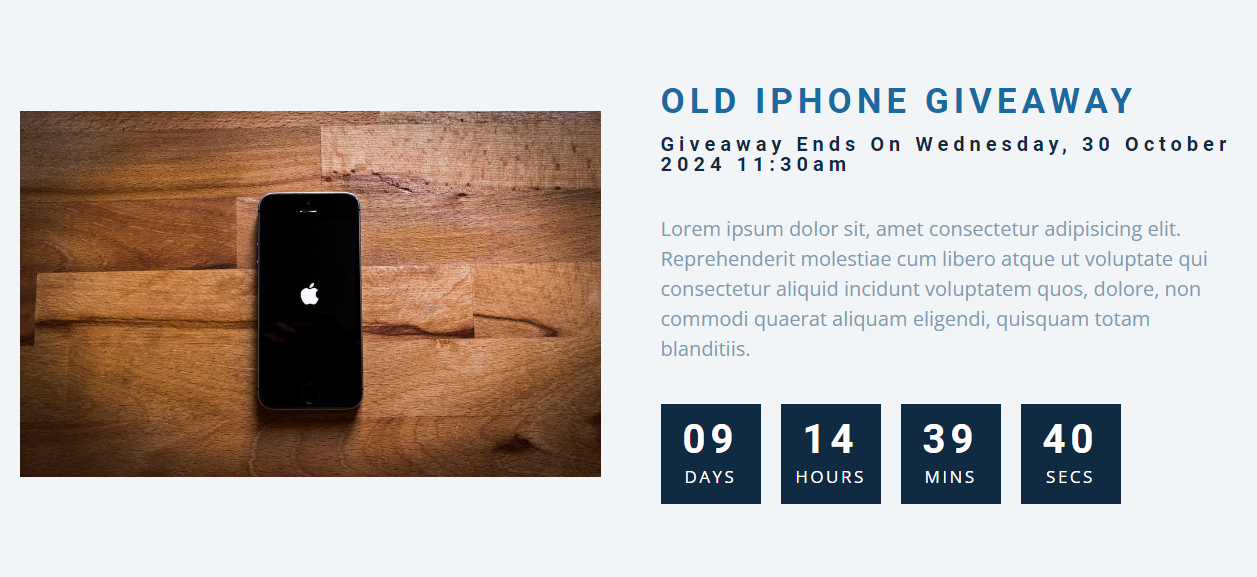 OLD IPHONE GIVEAWAY
Giveaway Ends On Wednesday, 30 October
2024 11:30am
Lorem ipsum dolor sit, amet consectetur adipisicing elit.
Reprehenderit molestiae cum libero atque ut voluptate qui
consectetur aliquid incidunt voluptatem quos, dolore, non
commodi quaerat aliquam eligendi, quisquam totam
blanditiis.
09 14 39 40
DAYS HOURS MINS SECS